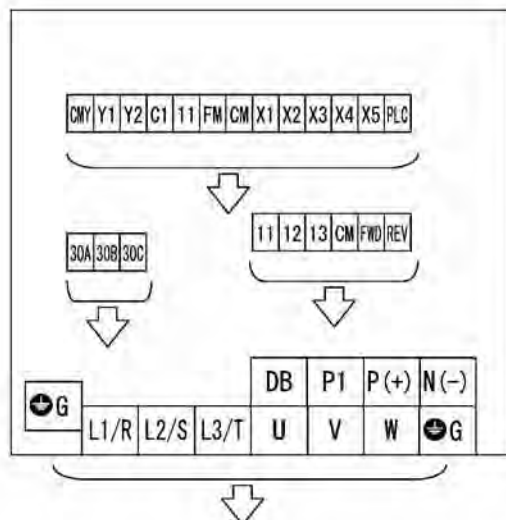 CMY Y1 Y2 C1 11 FM CM X1 X2 X3 X4 X5 PLC
11 12 13 CM FWD REV
30A 30B 30C
DB P1 P(+) N(-)
G
L1/R L2/S L3/T U V W G